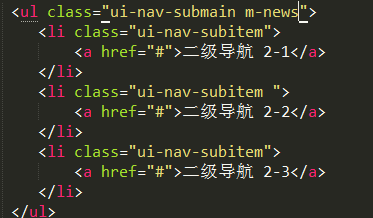 <ul class="ui-nav-submain m-news">
<li class="ui-nav-subitem">
<a href="#">二级导航 2-1</a>
</li>
<li class="ui-nav-subitem ">
<a href="#">二级导航 2-2</a>
</li>
<li class="ui-nav-subitem">
<a href="#">二级导航 2-3</a>
</li>
</ul>